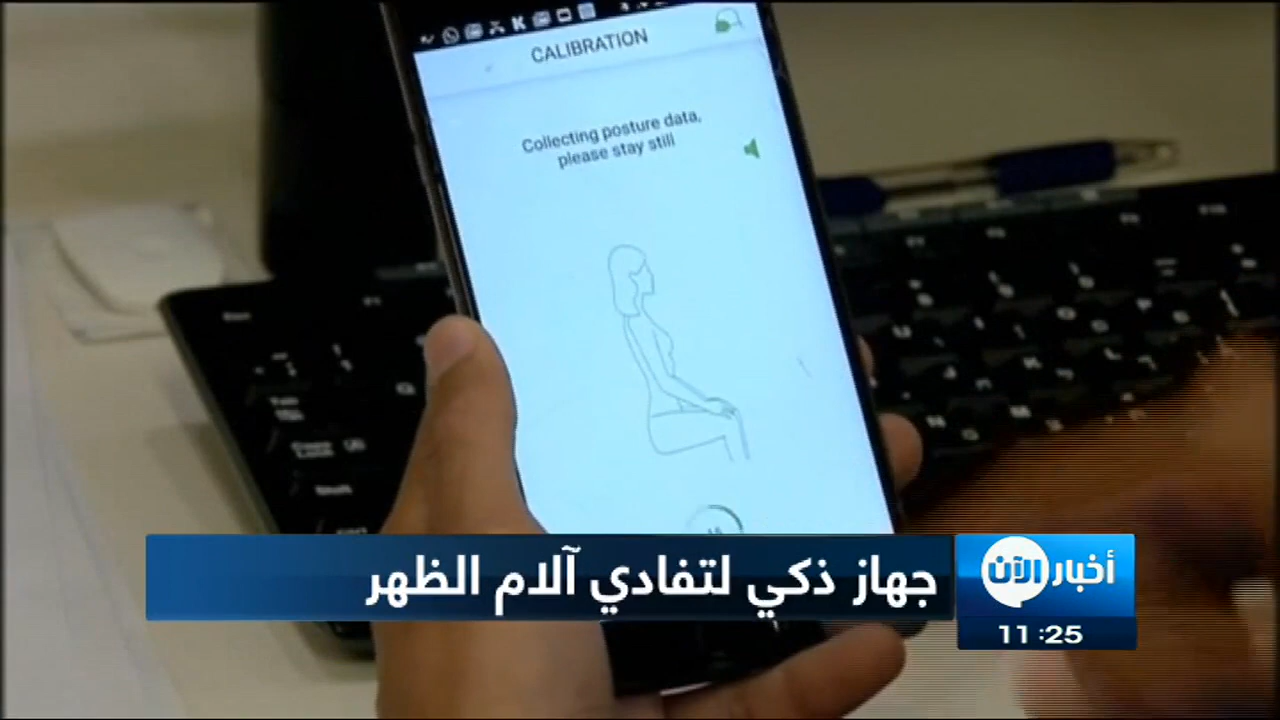 CALIBRATION
Collecting posture data,
please stay still
جهاز ذكي لتفادي آلام الظهر
أخبار الآن
11:25